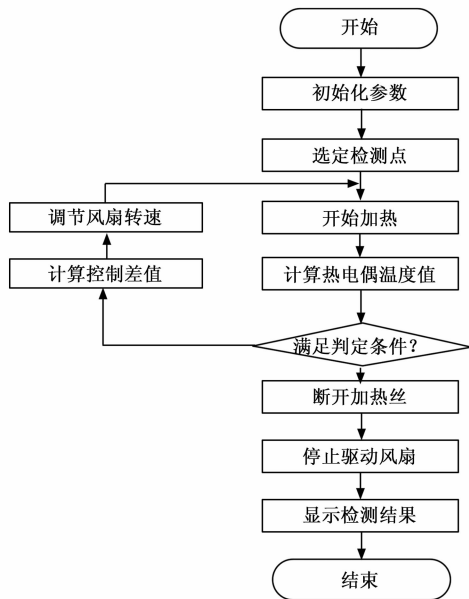 开始
初始化参数
选定检测点
调节风扇转速
开始加热
计算控制差值
计算热电偶温度值
满足判定条件？
断开加热丝
停止驱动风扇
显示检测结果
结束